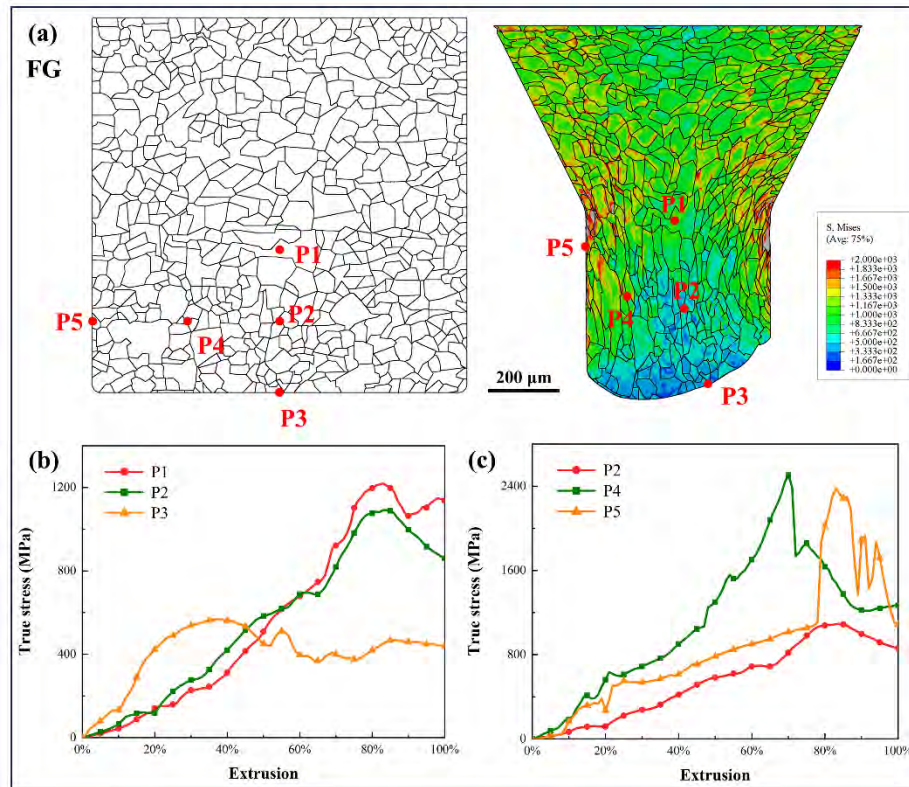 (a)
FG
P1
P2
P5
P4
P3
P1
P5
P4
P2
P3
200 µm
S. Mises
(Avg: 75%)
+2.000e+03
+1.833e+03
+1.667e+03
+1.500e+03
+1.333e+03
+1.167e+03
+1.000e+03
+8.333e+02
+6.667e+02
+5.000e+02
+3.333e+02
+1.667e+02
+0.000e+00
(b)
P1
P2
P3
True stress (MPa)
1200
800
400
0
0% 20% 40% 60% 80% 100%
Extrusion
(c)
P2
P4
P5
True stress (MPa)
2400
1600
800
0
0% 20% 40% 60% 80% 100%
Extrusion